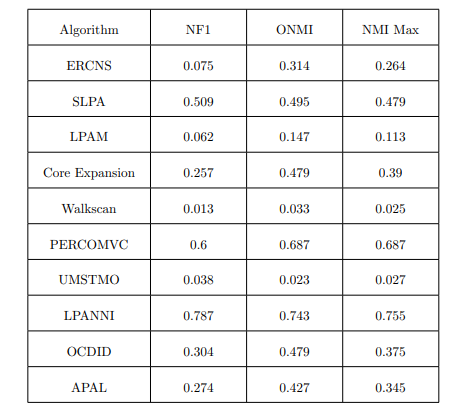 Algorithm NF1 ONMI NMI Max
ERCNS 0.075 0.314 0.264
SLPA 0.509 0.495 0.479
LPAM 0.062 0.147 0.113
Core Expansion 0.257 0.479 0.39
Walkscan 0.013 0.033 0.025
PERCOMVC 0.6 0.687 0.687
UMSTMO 0.038 0.023 0.027
LPANNI 0.787 0.743 0.755
OCDID 0.304 0.479 0.375
APAL 0.274 0.427 0.345